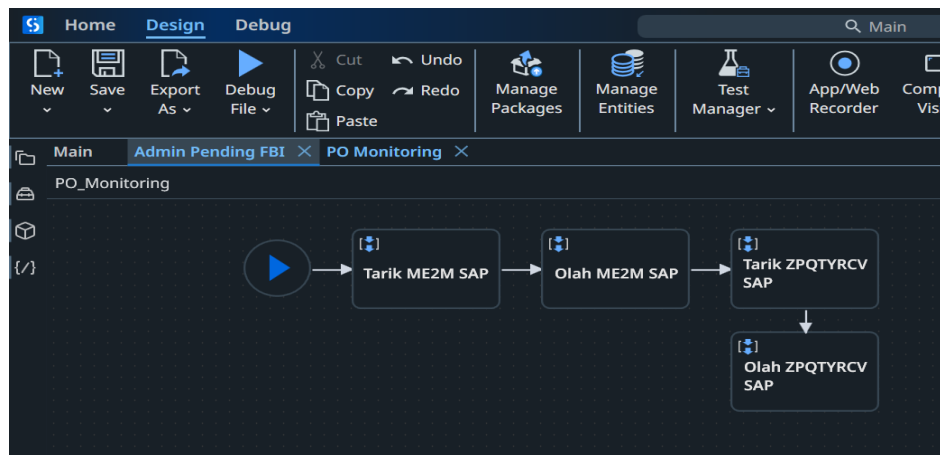 Home Design Debug
Main
Cut Undo
New Save Export As Debug File
Copy Redo
Paste
Manage Packages
Manage Entities
Test Manager
App/Web Recorder
Main Admin Pending FBI PO Monitoring
PO_Monitoring
Tarik ME2M SAP
Olah ME2M SAP
Tarik ZPQTYRCV
SAP
Olah ZPQTYRCV
SAP